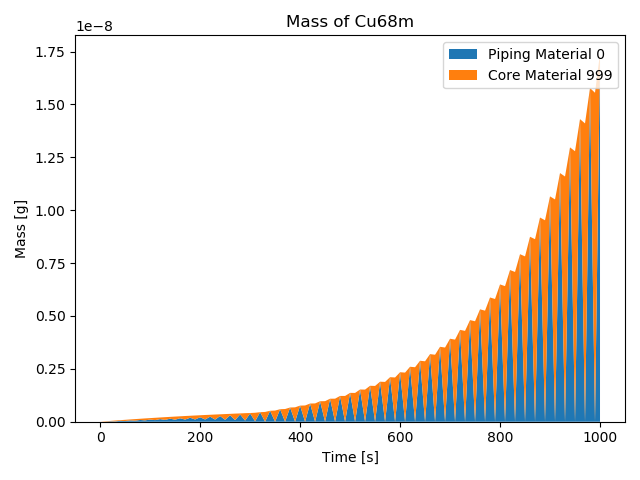 Mass of Cu68m
1e−8
Piping Material 0
Core Material 999
1.75
1.50
1.25
1.00
0.75
0.50
0.25
0.00
Mass [g]
0 200 400 600 800 1000
Time [s]